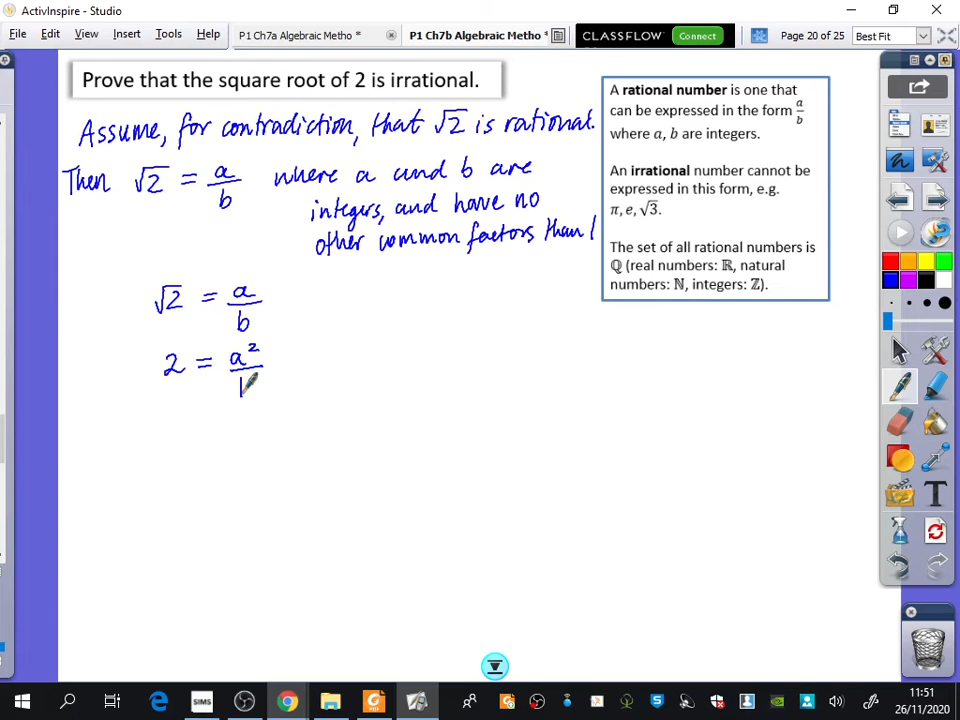 ActivInspire - Studio
File Edit View Insert Tools Help
P1 Ch7a Algebraic Metho *
P1 Ch7b Algebraic Metho *
CLASSFLOW Connect
Page 20 of 25
Best Fit
Prove that the square root of 2 is irrational.
Assume, for contradiction, that √2 is rational.
Then √2 = a/b where a and b are
integers, and have no
other common factors than 1
√2 = a/b
2 = a²/
A rational number is one that
can be expressed in the form a/b
where a, b are integers.
An irrational number cannot be
expressed in this form, e.g.
π, e, √3.
The set of all rational numbers is
ℚ (real numbers: ℝ, natural
numbers: ℕ, integers: ℤ).
SIMS
11:51
26/11/2020